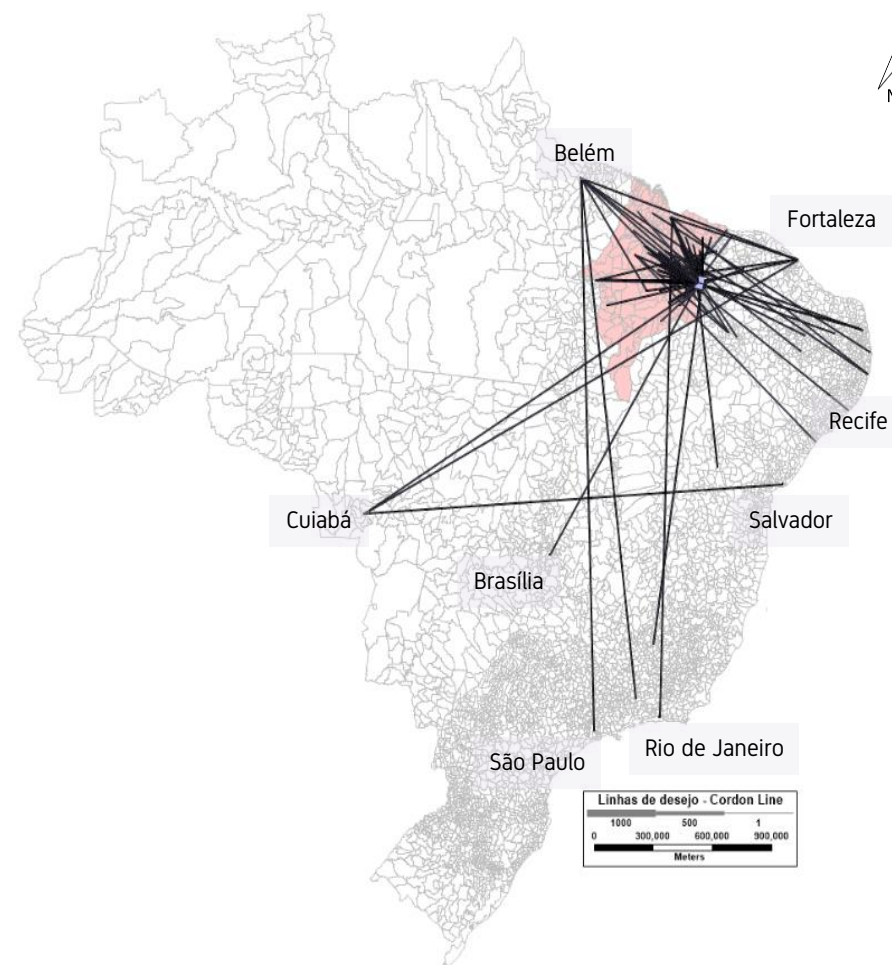 N
Belém
Fortaleza
Recife
Cuiabá
Salvador
Brasília
São Paulo
Rio de Janeiro
Linhas de desejo - Cordon Line
1000 500 1
0 300,000 600,000 900,000
Meters